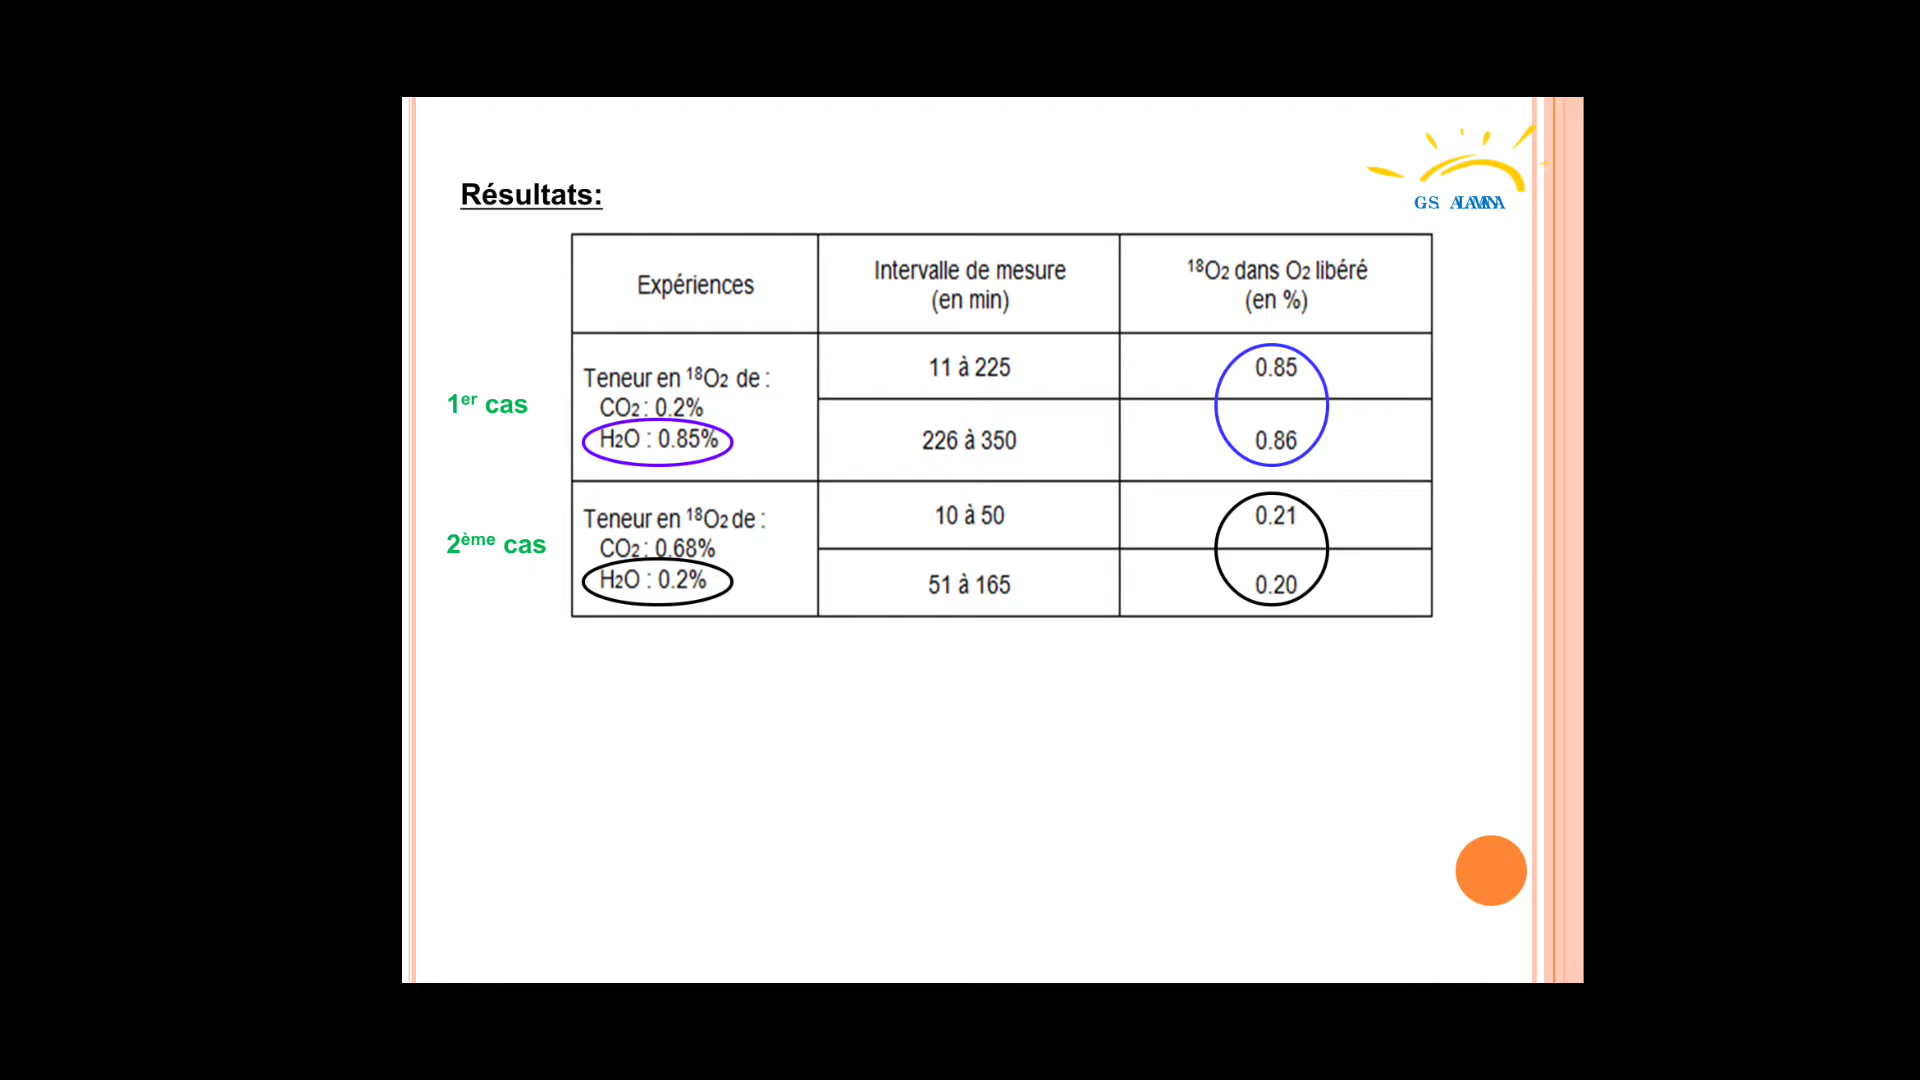 Résultats:
Expériences
Intervalle de mesure
(en min)
¹⁸O₂ dans O₂ libéré
(en %)
1er cas
Teneur en ¹⁸O₂ de :
CO₂ : 0.2%
H₂O : 0.85%
11 à 225
0.85
226 à 350
0.86
2ème cas
Teneur en ¹⁸O₂ de :
CO₂ : 0.68%
H₂O : 0.2%
10 à 50
0.21
51 à 165
0.20